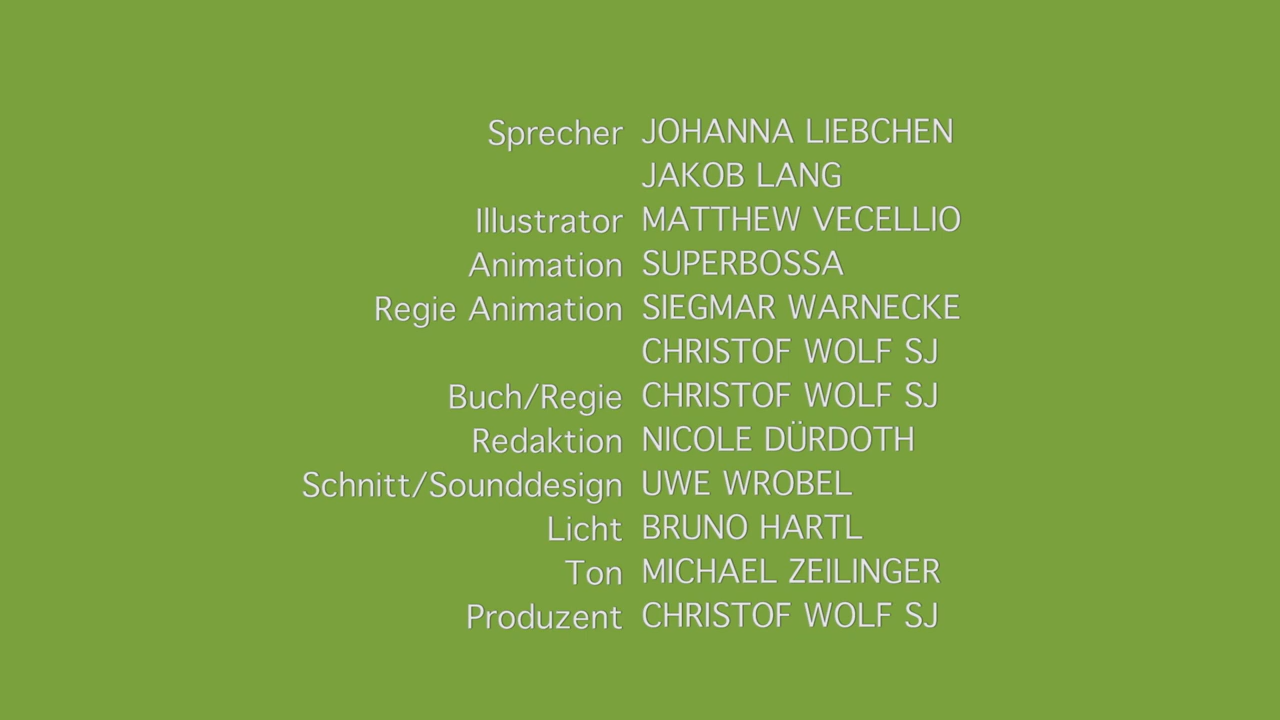 Sprecher JOHANNA LIEBCHEN
JAKOB LANG
Illustrator MATTHEW VECELLIO
Animation SUPERBOSSA
Regie Animation SIEGMAR WARNECKE
CHRISTOF WOLF SJ
Buch/Regie CHRISTOF WOLF SJ
Redaktion NICOLE DÜRDOTH
Schnitt/Sounddesign UWE WROBEL
Licht BRUNO HARTL
Ton MICHAEL ZEILINGER
Produzent CHRISTOF WOLF SJ